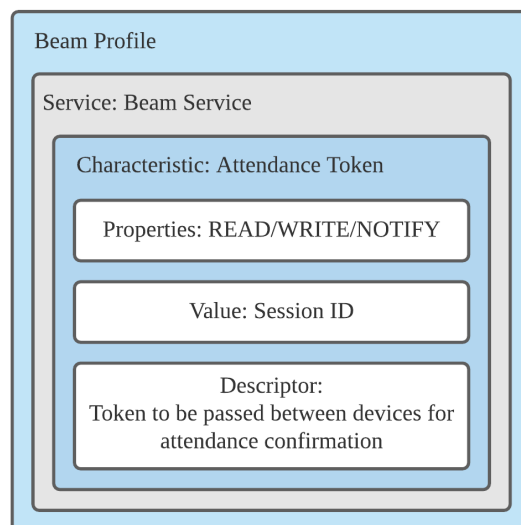 Beam Profile
Service: Beam Service
Characteristic: Attendance Token
Properties: READ/WRITE/NOTIFY
Value: Session ID
Descriptor:
Token to be passed between devices for
attendance confirmation